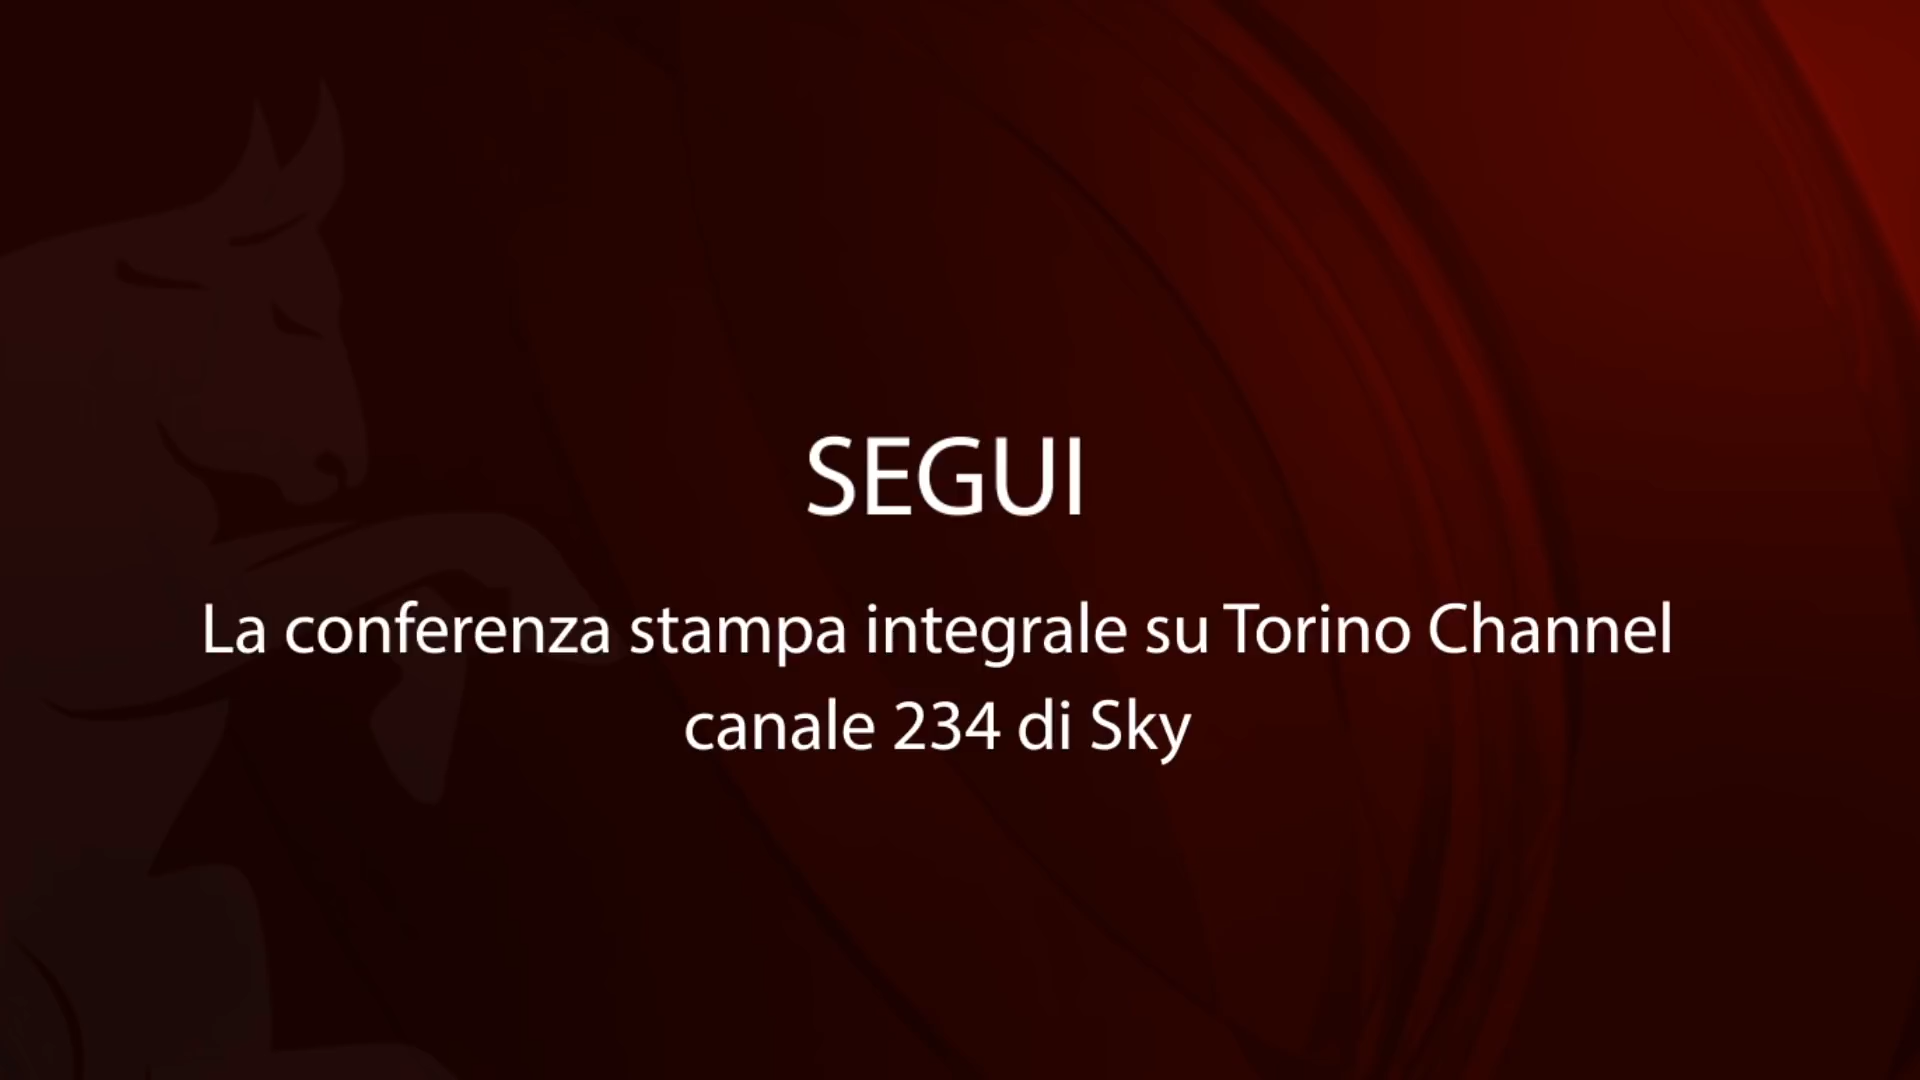 SEGUI
La conferenza stampa integrale su Torino Channel
canale 234 di Sky